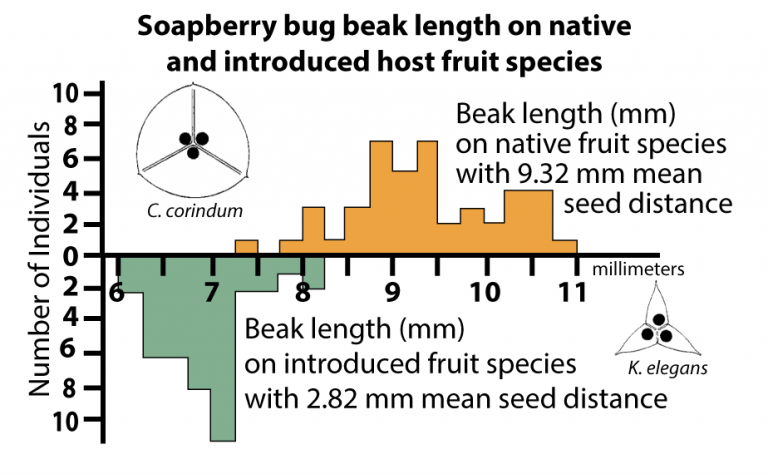 Soapberry bug beak length on native
and introduced host fruit species
Number of Individuals
10
8
6
4
2
0
2
4
6
8
10
C. corindum
Beak length (mm)
on native fruit species
with 9.32 mm mean
seed distance
6 7 8 9 10 11
millimeters
Beak length (mm)
on introduced fruit species
with 2.82 mm mean seed distance
K. elegans